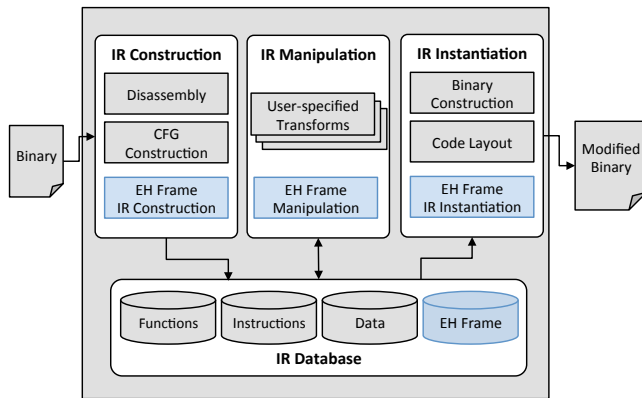 IR Construction
Disassembly
CFG
Construction
EH Frame
IR Construction
IR Manipulation
User-specified
Transforms
EH Frame
Manipulation
IR Instantiation
Binary
Construction
Code Layout
EH Frame
IR Instantiation
Binary
Modified
Binary
Functions
Instructions
Data
EH Frame
IR Database